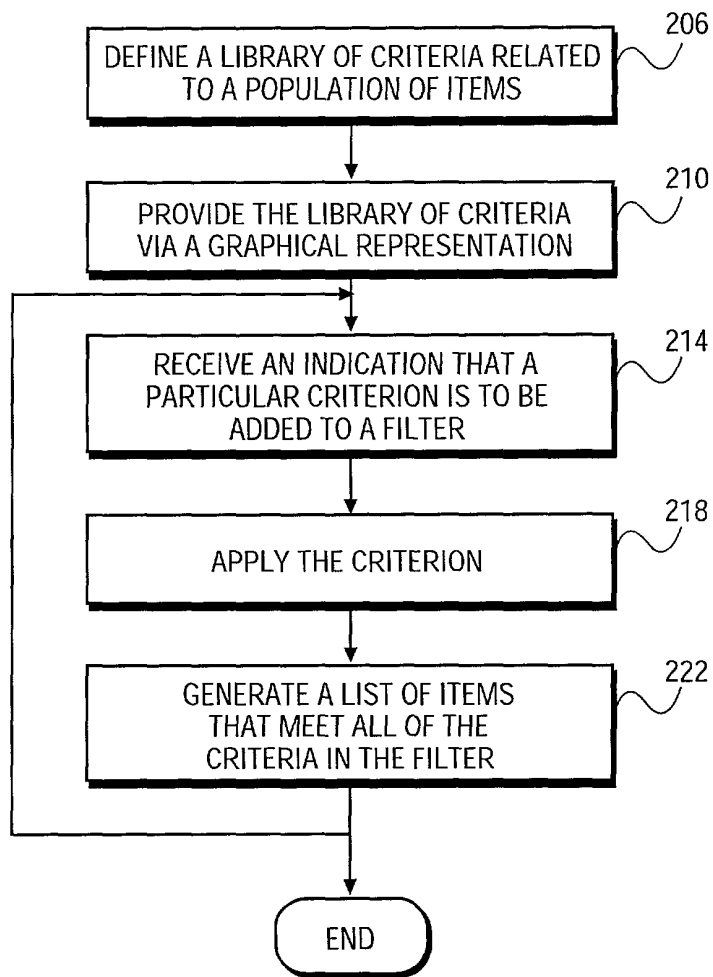 206
DEFINE A LIBRARY OF CRITERIA RELATED
TO A POPULATION OF ITEMS
210
PROVIDE THE LIBRARY OF CRITERIA
VIA A GRAPHICAL REPRESENTATION
214
RECEIVE AN INDICATION THAT A
PARTICULAR CRITERION IS TO BE
ADDED TO A FILTER
218
APPLY THE CRITERION
222
GENERATE A LIST OF ITEMS
THAT MEET ALL OF THE
CRITERIA IN THE FILTER
END